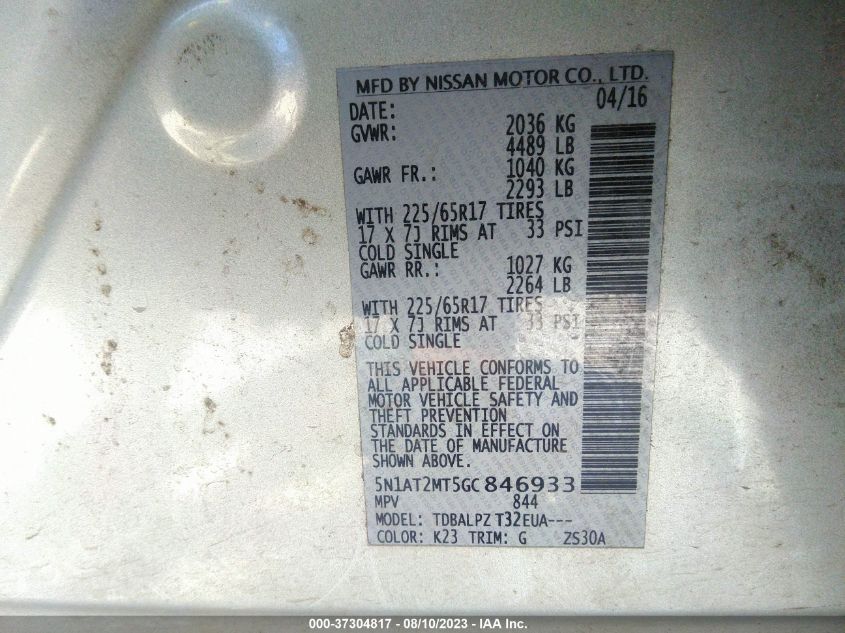 MFD BY NISSAN MOTOR CO., LTD.
DATE: 04/16
GVWR: 2036 KG
4489 LB
GAWR FR.: 1040 KG
2293 LB
WITH 225/65R17 TIRES
17 X 7J RIMS AT 33 PSI
COLD SINGLE
GAWR RR.: 1027 KG
2264 LB
WITH 225/65R17 TIRES
17 X 7J RIMS AT 33 PSI
COLD SINGLE
THIS VEHICLE CONFORMS TO
ALL APPLICABLE FEDERAL
MOTOR VEHICLE SAFETY AND
THEFT PREVENTION
STANDARDS IN EFFECT ON
THE DATE OF MANUFACTURE
SHOWN ABOVE.
5N1AT2MT5GC846933
MPV 844
MODEL: TDBALPZ T32EUA---
COLOR: K23 TRIM: G ZS30A
000-37304817 - 08/10/2023 - IAA Inc.